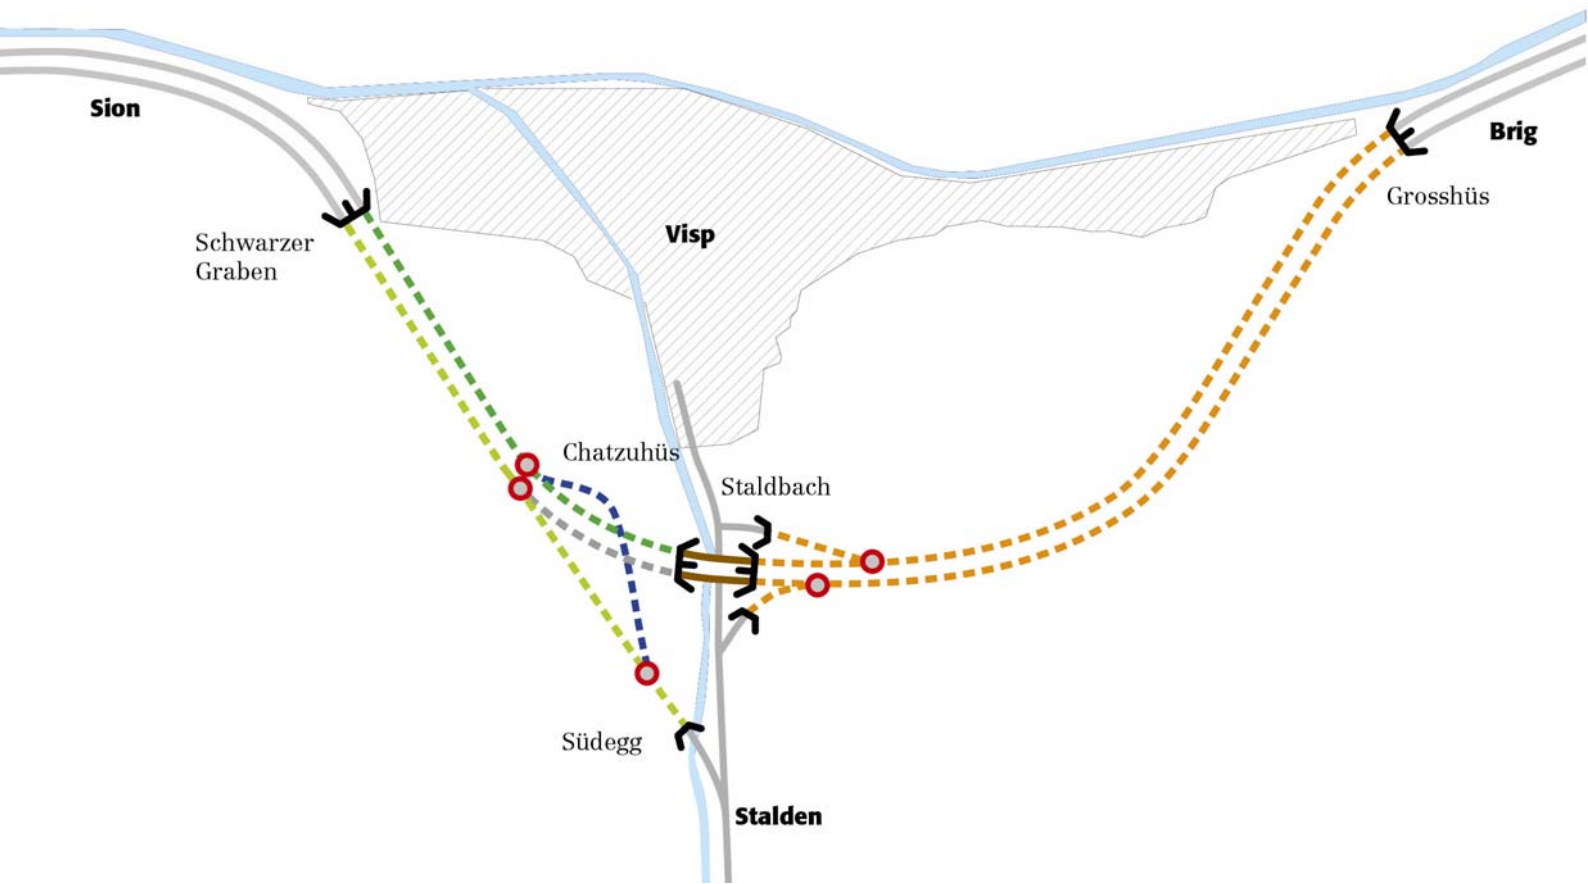 Sion
Brig
Grosshüs
Schwarzer
Graben
Visp
Chatzuhüs
Staldbach
Südegg
Stalden